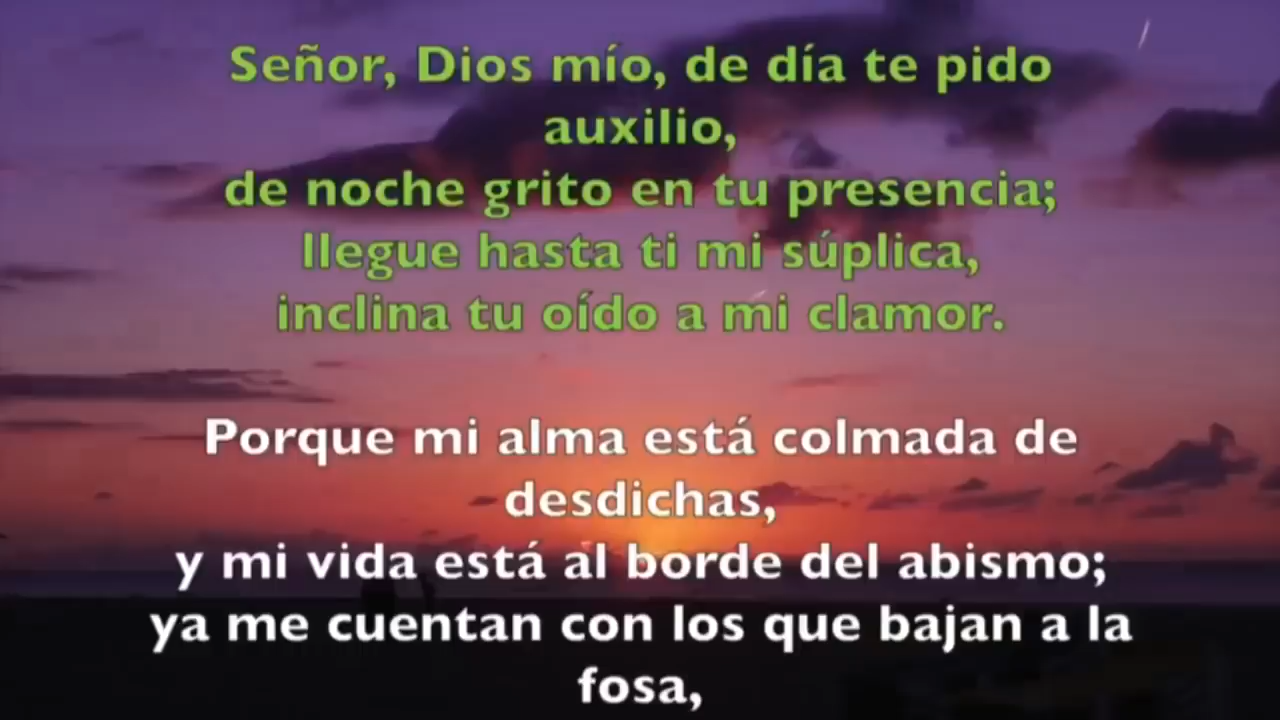 Señor, Dios mío, de día te pido
auxilio,
de noche grito en tu presencia;
llegue hasta ti mi súplica,
inclina tu oído a mi clamor.
Porque mi alma está colmada de
desdichas,
y mi vida está al borde del abismo;
ya me cuentan con los que bajan a la
fosa,